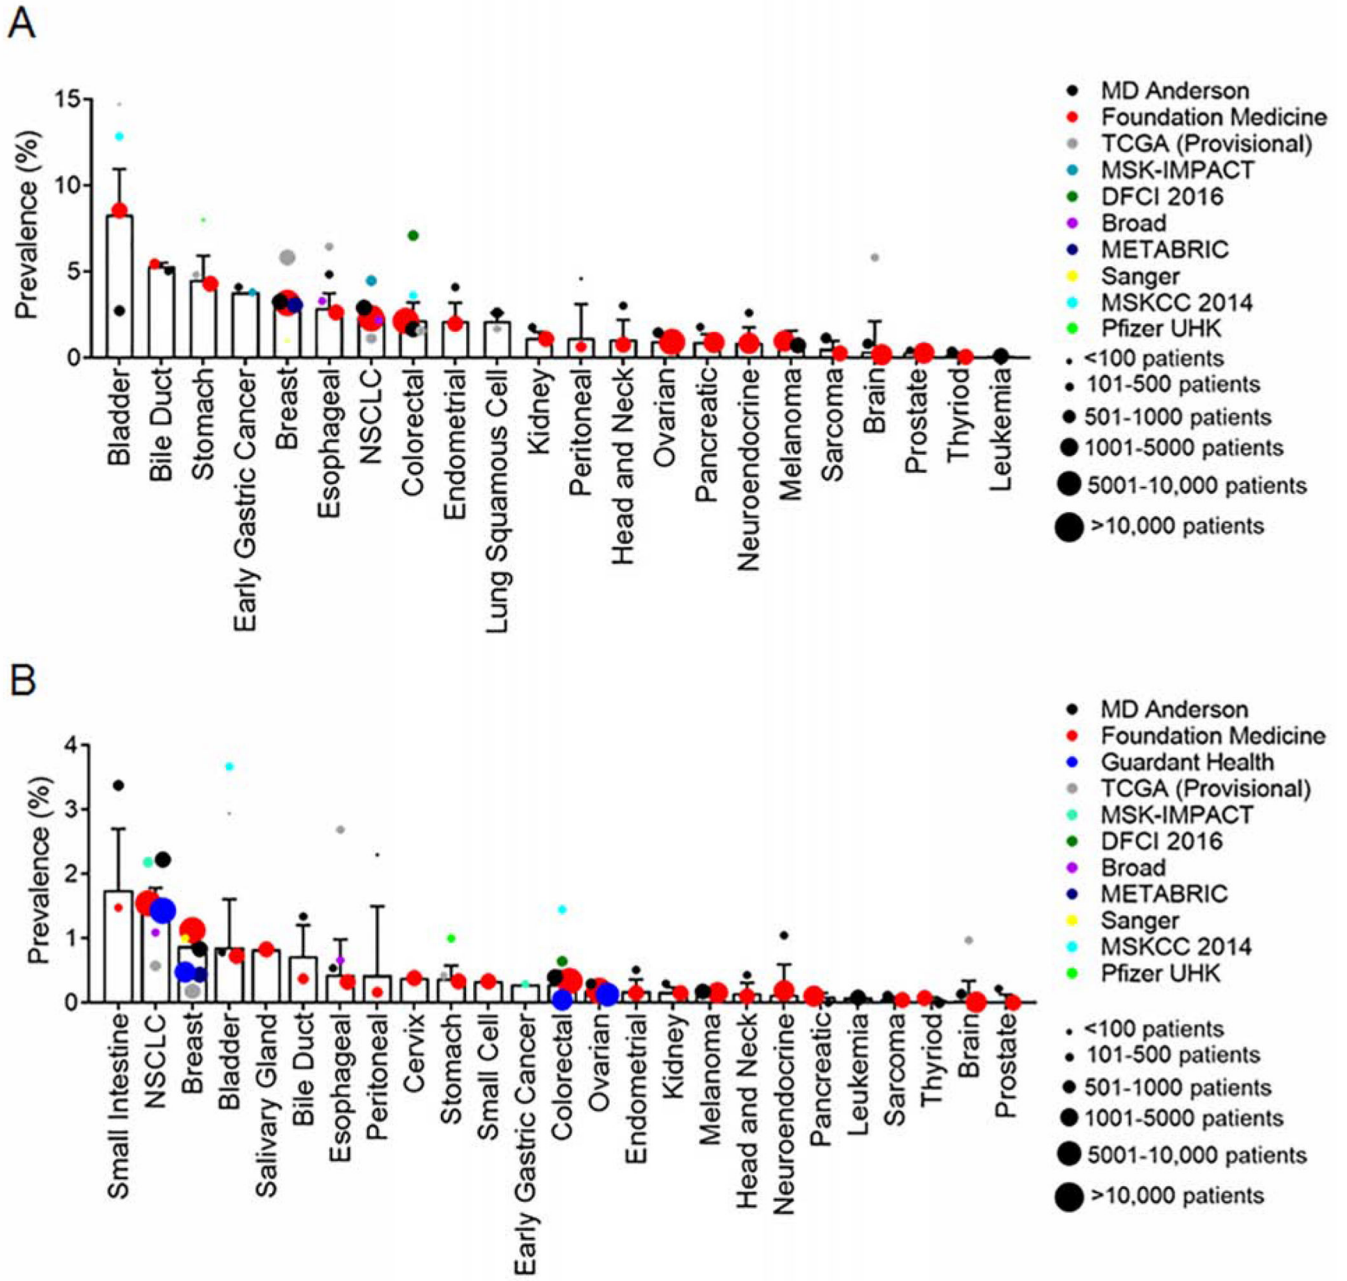 A
Prevalence (%)
15
10
5
0
Bladder
Bile Duct
Stomach
Early Gastric Cancer
Breast
Esophageal
NSCLC
Colorectal
Endometrial
Lung Squamous Cell
Kidney
Peritoneal
Head and Neck
Ovarian
Pancreatic
Neuroendocrine
Melanoma
Sarcoma
Brain
Prostate
Thyriod
Leukemia
MD Anderson
Foundation Medicine
TCGA (Provisional)
MSK-IMPACT
DFCI 2016
Broad
METABRIC
Sanger
MSKCC 2014
Pfizer UHK
<100 patients
101-500 patients
501-1000 patients
1001-5000 patients
5001-10,000 patients
>10,000 patients
B
Prevalence (%)
4
3
2
1
0
Small Intestine
NSCLC
Breast
Bladder
Salivary Gland
Bile Duct
Esophageal
Peritoneal
Cervix
Stomach
Small Cell
Early Gastric Cancer
Colorectal
Ovarian
Endometrial
Kidney
Melanoma
Head and Neck
Neuroendocrine
Pancreatic
Leukemia
Sarcoma
Thyriod
Brain
Prostate
MD Anderson
Foundation Medicine
Guardant Health
TCGA (Provisional)
MSK-IMPACT
DFCI 2016
Broad
METABRIC
Sanger
MSKCC 2014
Pfizer UHK
<100 patients
101-500 patients
501-1000 patients
1001-5000 patients
5001-10,000 patients
>10,000 patients